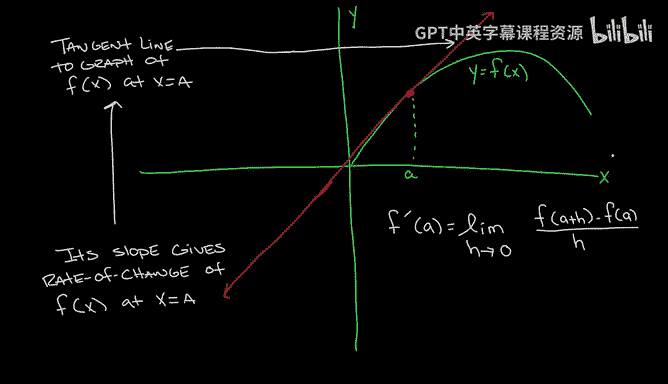 GPT中英字幕课程资源 bilibili
y
TANGENT LINE
TO GRAPH OF
f(x) at x=A
y=f(x)
a
x
f'(a) = lim h→0 f(a+h)-f(a) / h
ITS SLOPE GIVES
RATE-OF-CHANGE OF
f(x) at x=A